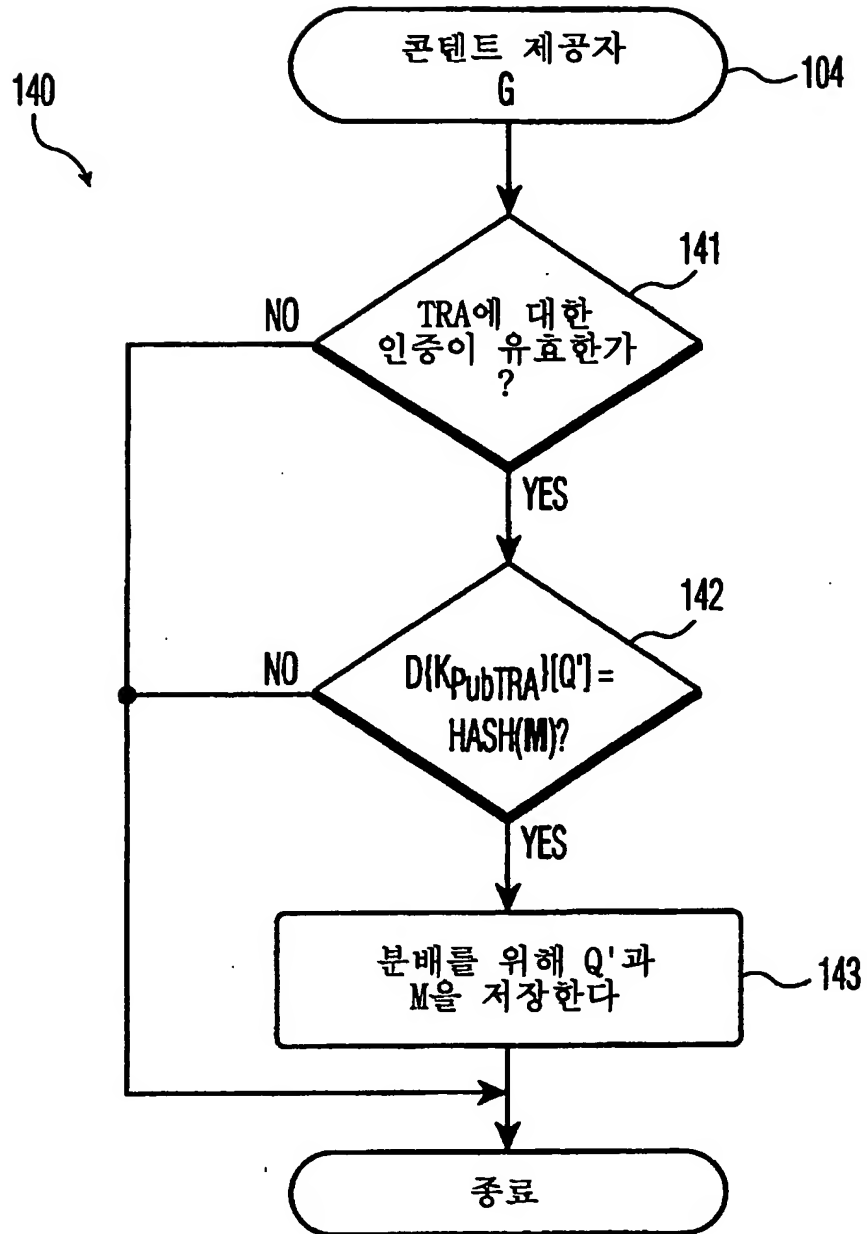 콘텐트 제공자
G
104
140
141
TRA에 대한
인증이 유효한가
?
NO
YES
142
D{K_PubTRA}[Q'] =
HASH(M)?
NO
YES
분배를 위해 Q'과
M을 저장한다
143
종료